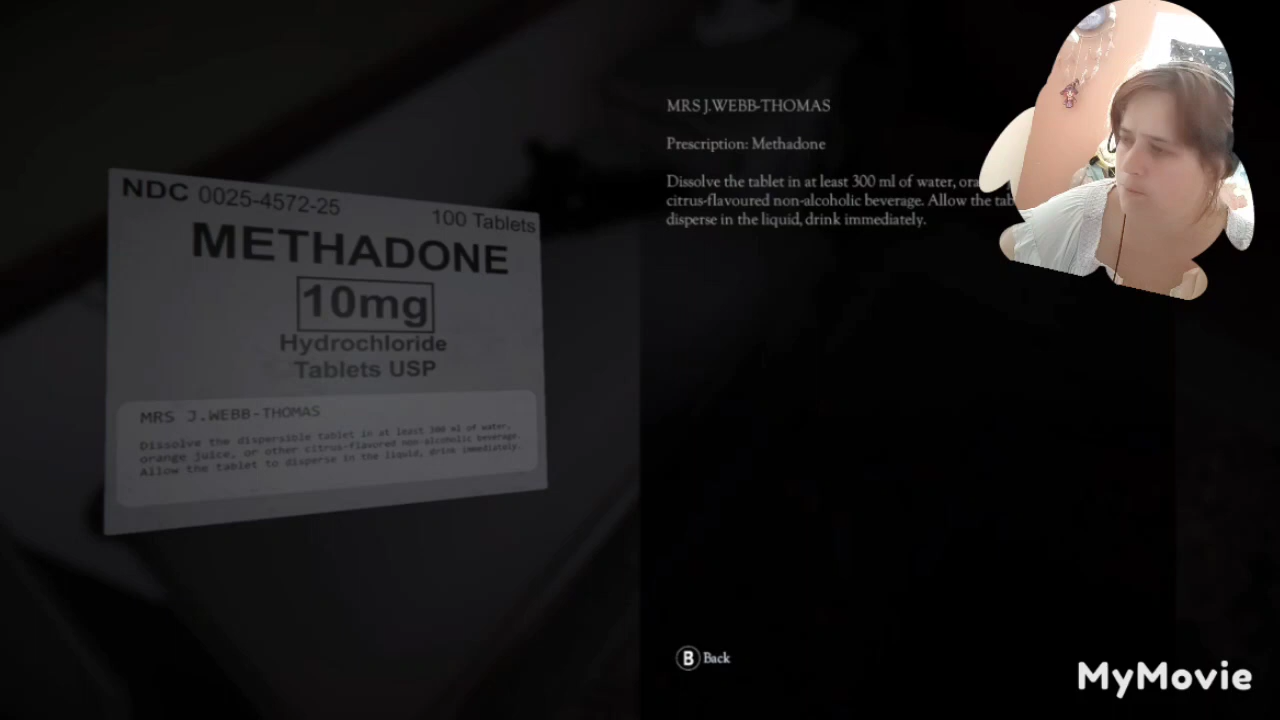 NDC 0025-4572-25
100 Tablets
METHADONE
10mg
Hydrochloride
Tablets USP
MRS J.WEBB-THOMAS
Dissolve the dispersible tablet in at least 300 ml of water,
orange juice, or other citrus-flavored non-alcoholic beverage.
Allow the tablet to disperse in the liquid, drink immediately.
MRS J.WEBB-THOMAS
Prescription: Methadone
Dissolve the tablet in at least 300 ml of water,
citrus-flavoured non-alcoholic beverage. Allow the
disperse in the liquid, drink immediately.
B Back
MyMovie